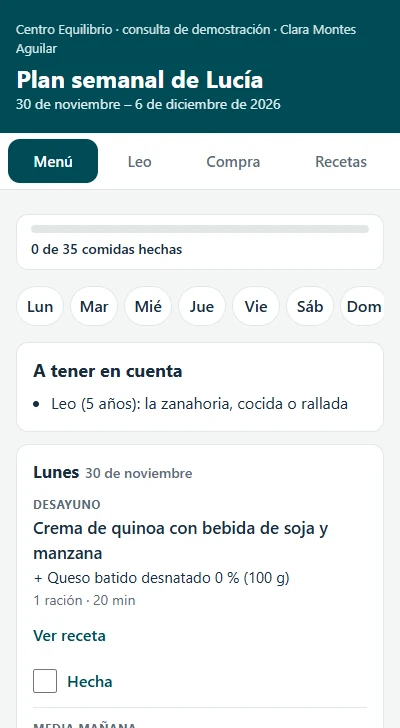 Centro Equilibrio · consulta de demostración · Clara Montes
Aguilar
Plan semanal de Lucía
30 de noviembre – 6 de diciembre de 2026
Menú Leo Compra Recetas
0 de 35 comidas hechas
Lun Mar Mié Jue Vie Sáb Dom
A tener en cuenta
• Leo (5 años): la zanahoria, cocida o rallada
Lunes 30 de noviembre
DESAYUNO
Crema de quinoa con bebida de soja y
manzana
+ Queso batido desnatado 0 % (100 g)
1 ración · 20 min
Ver receta
Hecha
MEDIA MAÑANA